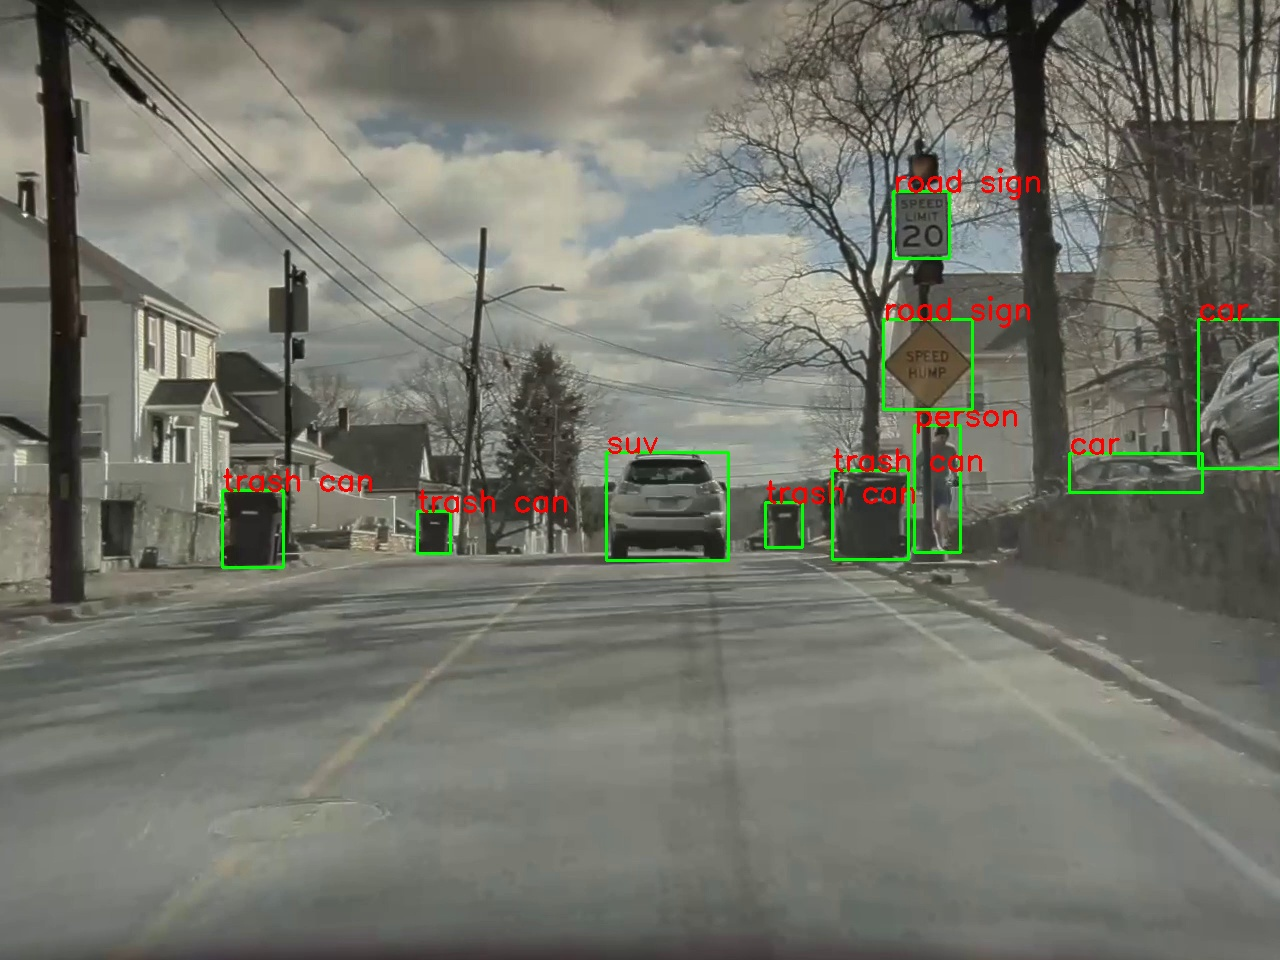 road sign
SPEED
LIMIT
20
road sign
SPEED
HUMP
car
person
car
suv
trash can
trash can
trash can
trash can